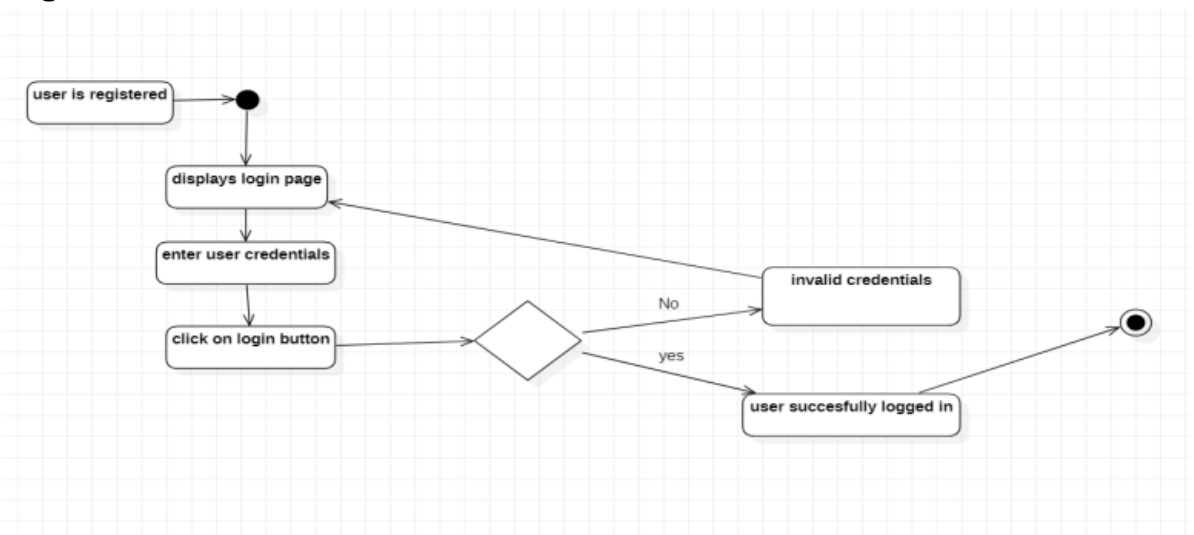 user is registered
displays login page
enter user credentials
click on login button
No
yes
invalid credentials
user succesfully logged in